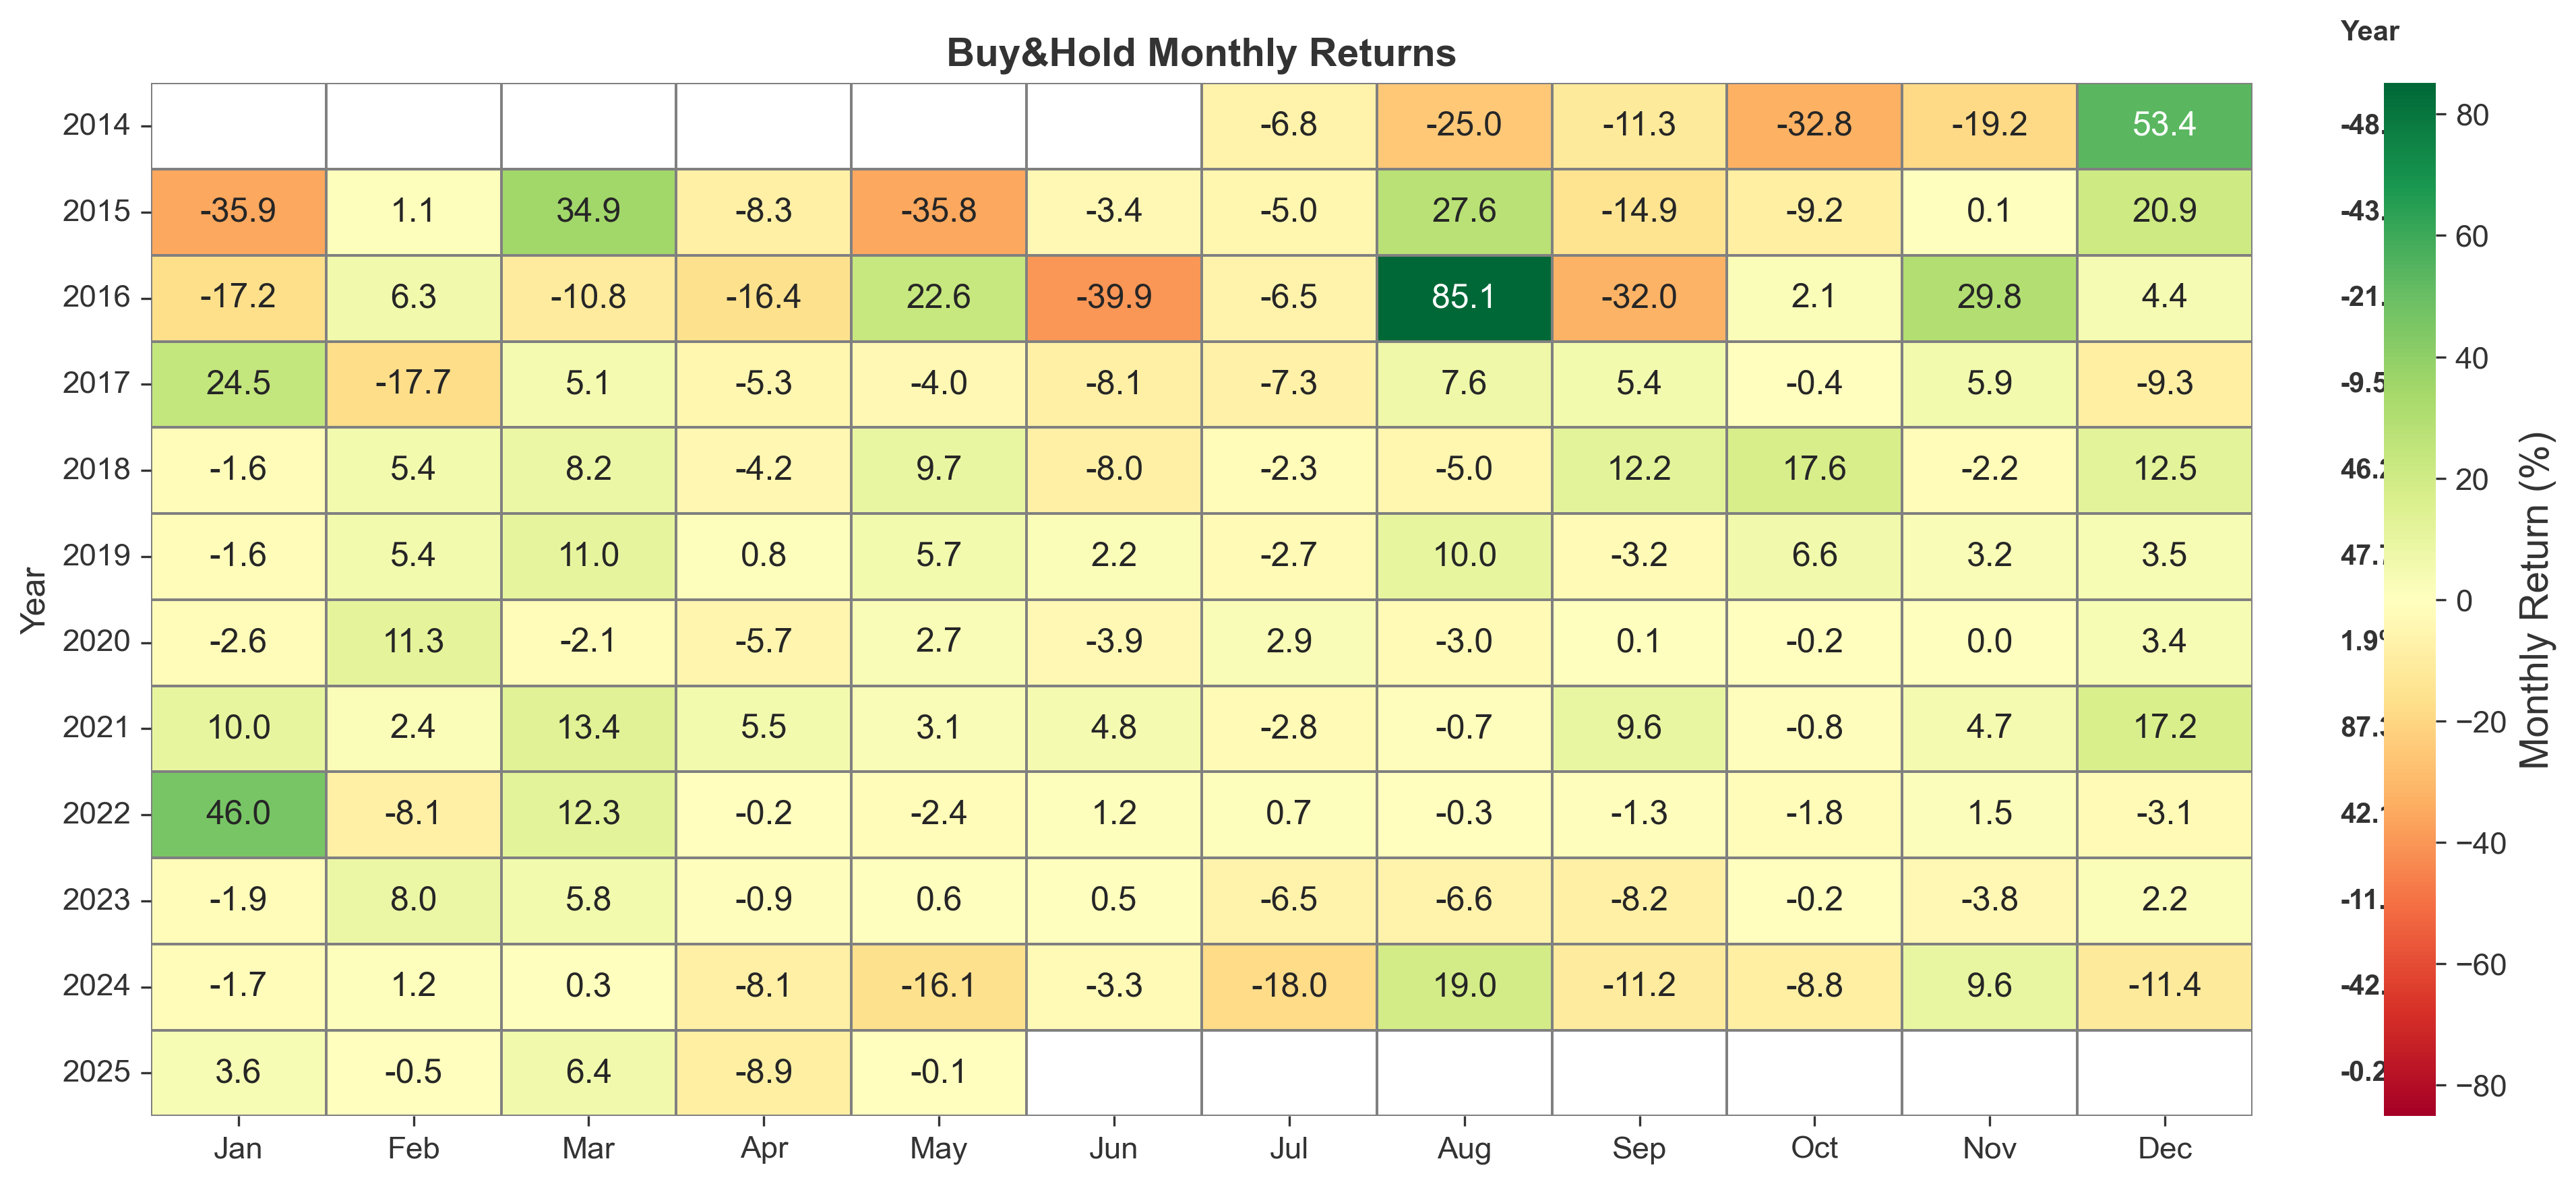 Year
Buy&Hold Monthly Returns
2014 -6.8 -25.0 -11.3 -32.8 -19.2 53.4 -48. 80
2015 -35.9 1.1 34.9 -8.3 -35.8 -3.4 -5.0 27.6 -14.9 -9.2 0.1 20.9 -43. 60
2016 -17.2 6.3 -10.8 -16.4 22.6 -39.9 -6.5 85.1 -32.0 2.1 29.8 4.4 -21.
2017 24.5 -17.7 5.1 -5.3 -4.0 -8.1 -7.3 7.6 5.4 -0.4 5.9 -9.3 -9.5 40
2018 -1.6 5.4 8.2 -4.2 9.7 -8.0 -2.3 -5.0 12.2 17.6 -2.2 12.5 46. 20
2019 -1.6 5.4 11.0 0.8 5.7 2.2 -2.7 10.0 -3.2 6.6 3.2 3.5 47. 0
2020 -2.6 11.3 -2.1 -5.7 2.7 -3.9 2.9 -3.0 0.1 -0.2 0.0 3.4 1.9
2021 10.0 2.4 13.4 5.5 3.1 4.8 -2.8 -0.7 9.6 -0.8 4.7 17.2 87. −20
2022 46.0 -8.1 12.3 -0.2 -2.4 1.2 0.7 -0.3 -1.3 -1.8 1.5 -3.1 42. −40
2023 -1.9 8.0 5.8 -0.9 0.6 0.5 -6.5 -6.6 -8.2 -0.2 -3.8 2.2 -11.
2024 -1.7 1.2 0.3 -8.1 -16.1 -3.3 -18.0 19.0 -11.2 -8.8 9.6 -11.4 -42. −60
2025 3.6 -0.5 6.4 -8.9 -0.1 -0.2 −80
Jan Feb Mar Apr May Jun Jul Aug Sep Oct Nov Dec
Year
Monthly Return (%)